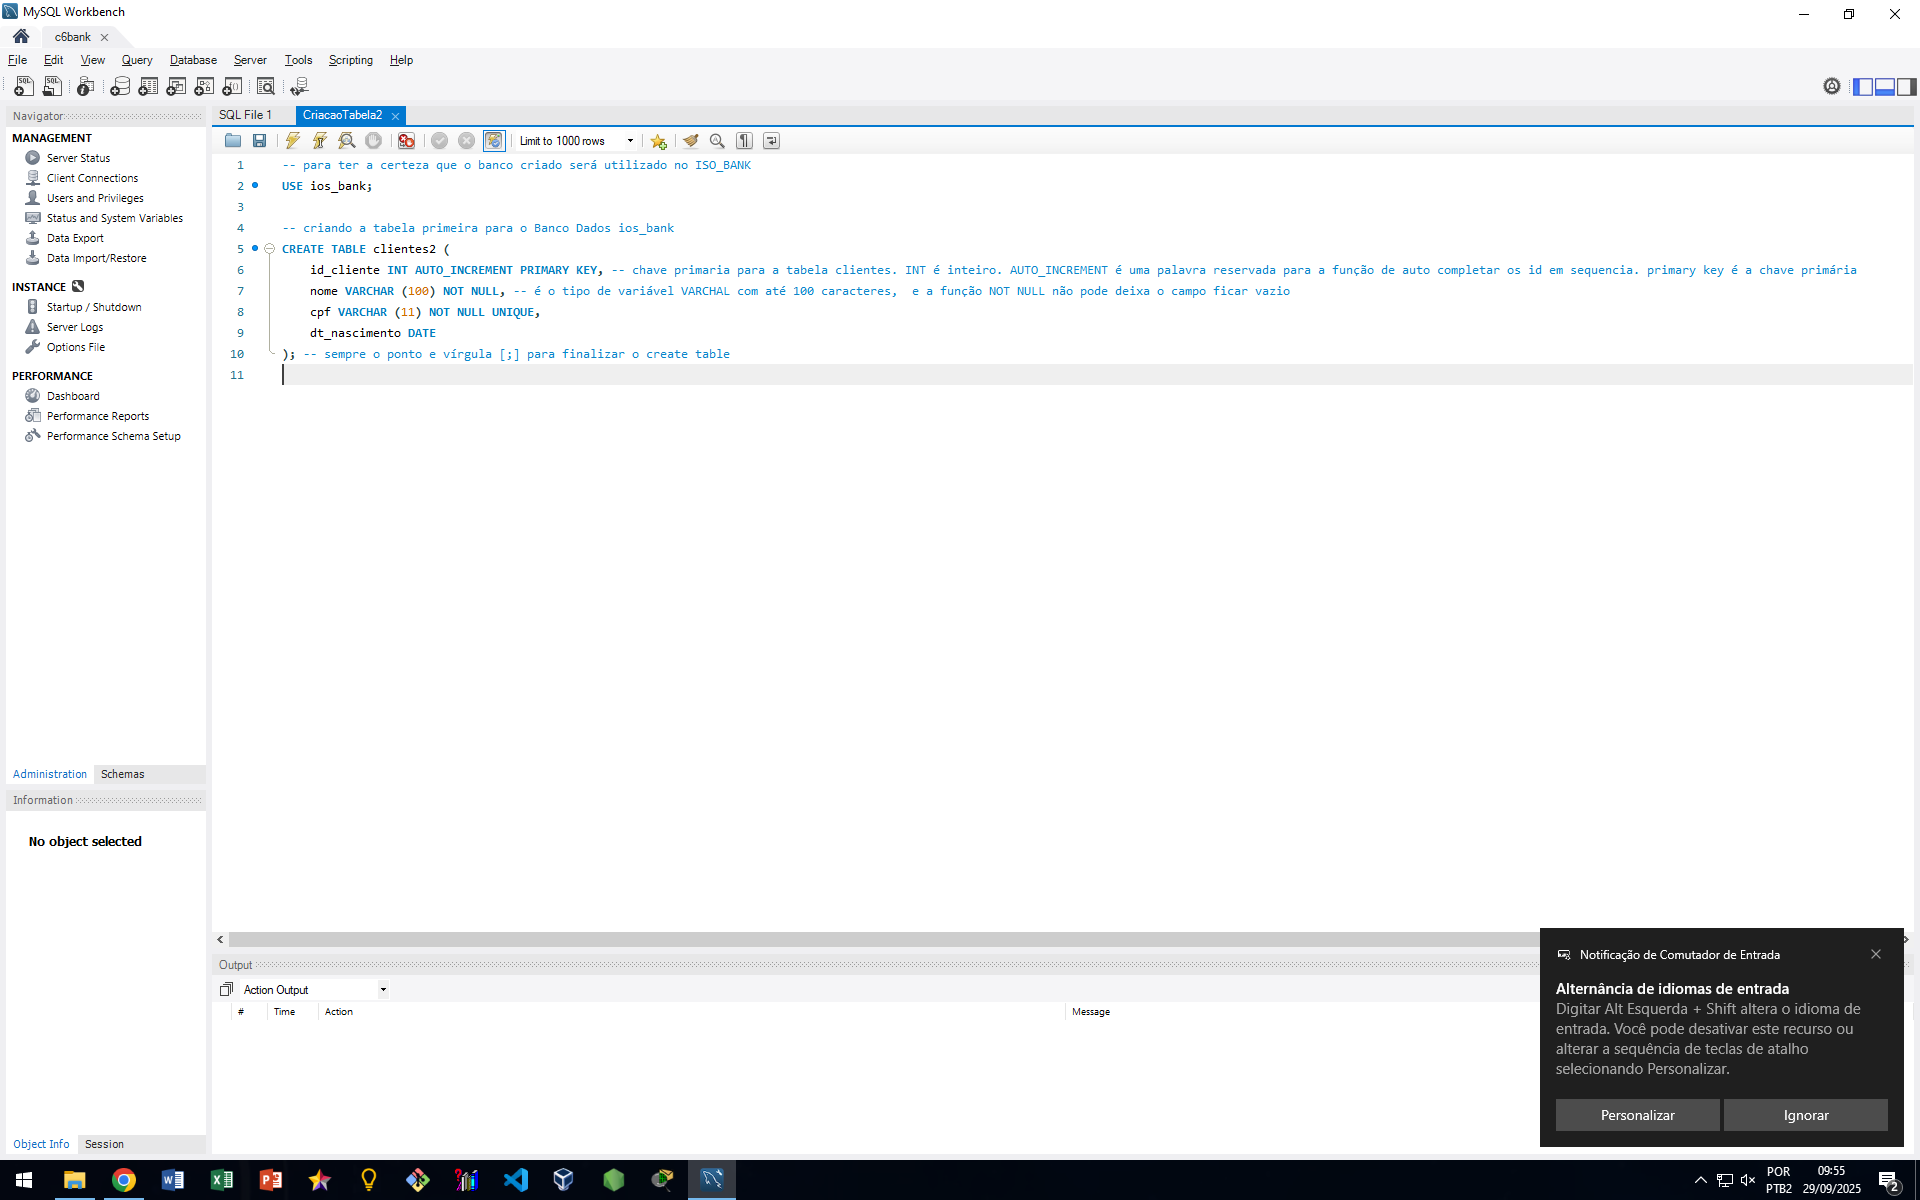 MySQL Workbench
c6bank
File Edit View Query Database Server Tools Scripting Help
Navigator
MANAGEMENT
Server Status
Client Connections
Users and Privileges
Status and System Variables
Data Export
Data Import/Restore
INSTANCE
Startup / Shutdown
Server Logs
Options File
PERFORMANCE
Dashboard
Performance Reports
Performance Schema Setup
Administration Schemas
Information
No object selected
Object Info Session
SQL File 1 CriacaoTabela2
Limit to 1000 rows
1 -- para ter a certeza que o banco criado será utilizado no ISO_BANK
2 USE ios_bank;
3
4 -- criando a tabela primeira para o Banco Dados ios_bank
5 CREATE TABLE clientes2 (
6 id_cliente INT AUTO_INCREMENT PRIMARY KEY, -- chave primaria para a tabela clientes. INT é inteiro. AUTO_INCREMENT é uma palavra reservada para a função de auto completar os id em sequencia. primary key é a chave primária
7 nome VARCHAR (100) NOT NULL, -- é o tipo de variável VARCHAL com até 100 caracteres,  e a função NOT NULL não pode deixa o campo ficar vazio
8 cpf VARCHAR (11) NOT NULL UNIQUE,
9 dt_nascimento DATE
10 ); -- sempre o ponto e vírgula [;] para finalizar o create table
11
Output
Action Output
# Time Action Message
Notificação de Comutador de Entrada
Alternância de idiomas de entrada
Digitar Alt Esquerda + Shift altera o idioma de
entrada. Você pode desativar este recurso ou
alterar a sequência de teclas de atalho
selecionando Personalizar.
Personalizar Ignorar
POR
PTB2
09:55
29/09/2025
2